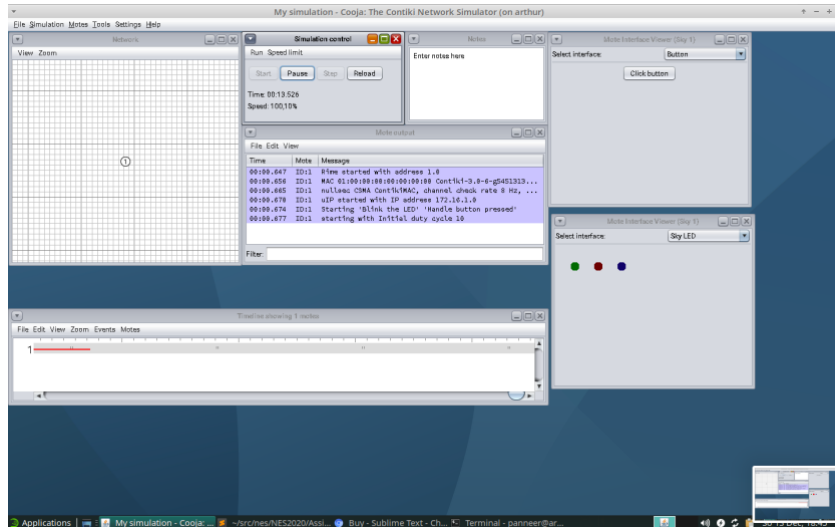 My simulation - Cooja: The Contiki Network Simulator (on arthur)
File Simulation Motes Tools Settings Help
Network
View Zoom
1
Simulation control
Run Speed limit
Start Pause Step Reload
Time: 00:13.526
Speed: 100,10%
Notes
Enter notes here
Mote output
File Edit View
Time Mote Message
00:00.647 ID:1 Rime started with address 1.0
00:00.656 ID:1 MAC 01:00:00:00:00:00:00:00 Contiki-3.0-6-g5451313...
00:00.665 ID:1 nullsec CSMA ContikiMAC, channel check rate 8 Hz, ...
00:00.670 ID:1 uIP started with IP address 172.16.1.0
00:00.674 ID:1 Starting 'Blink the LED' 'Handle button pressed'
00:00.677 ID:1 starting with Initial duty cycle 10
Filter:
Mote Interface Viewer (Sky 1)
Select interface: Button
Click button
Mote Interface Viewer (Sky 1)
Select interface: Sky LED
Timeline showing 1 motes
File Edit View Zoom Events Motes
1
Applications
My simulation - Cooja: ...
~/src/nes/NES2020/Assi...
Buy - Sublime Text - Ch...
Terminal - panneer@ar...